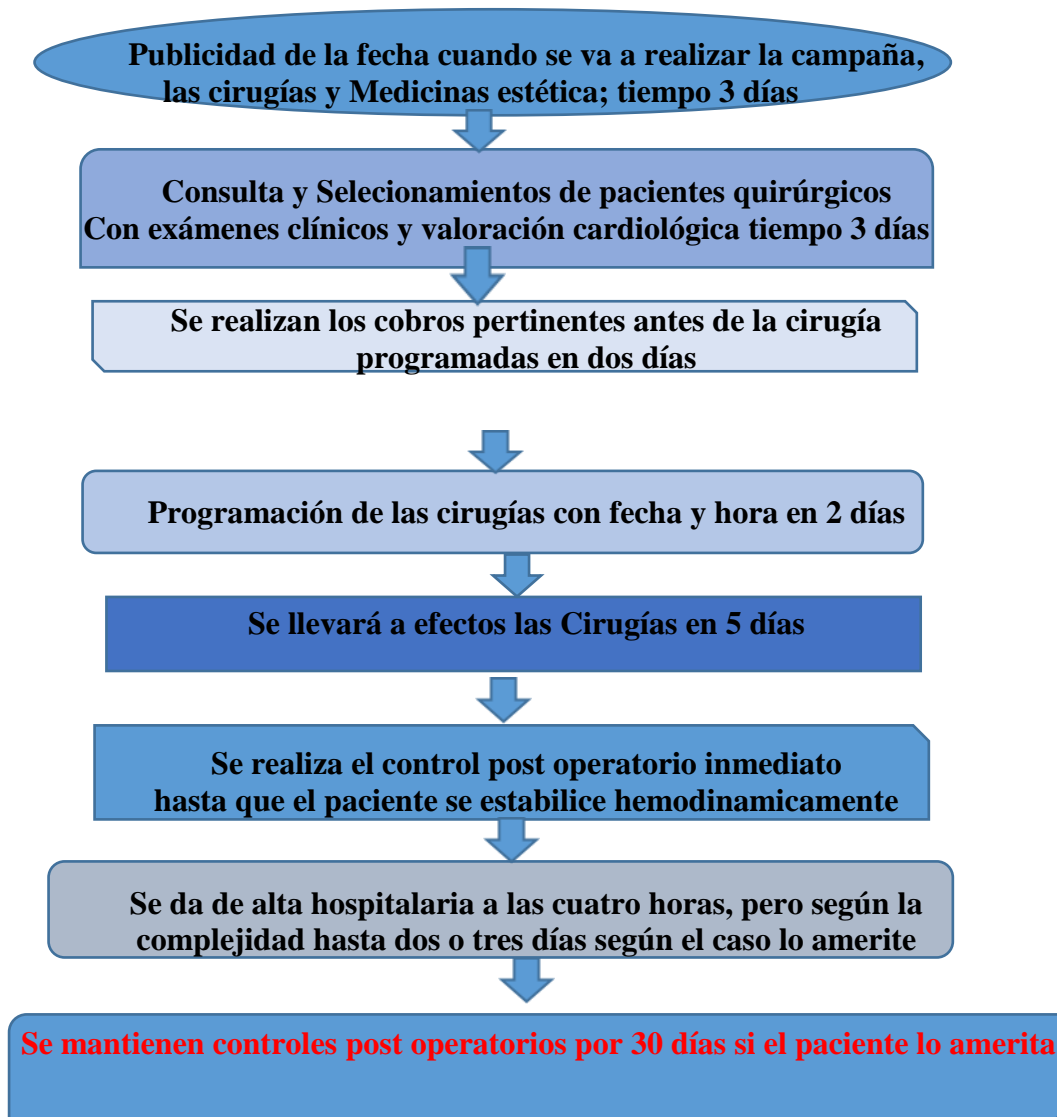 Publicidad de la fecha cuando se va a realizar la campaña,
las cirugías y Medicinas estética; tiempo 3 días
Consulta y Selecionamientos de pacientes quirúrgicos
Con exámenes clínicos y valoración cardiológica tiempo 3 días
Se realizan los cobros pertinentes antes de la cirugía
programadas en dos días
Programación de las cirugías con fecha y hora en 2 días
Se llevará a efectos las Cirugías en 5 días
Se realiza el control post operatorio inmediato
hasta que el paciente se estabilice hemodinamicamente
Se da de alta hospitalaria a las cuatro horas, pero según la
complejidad hasta dos o tres días según el caso lo amerite
Se mantienen controles post operatorios por 30 días si el paciente lo amerita